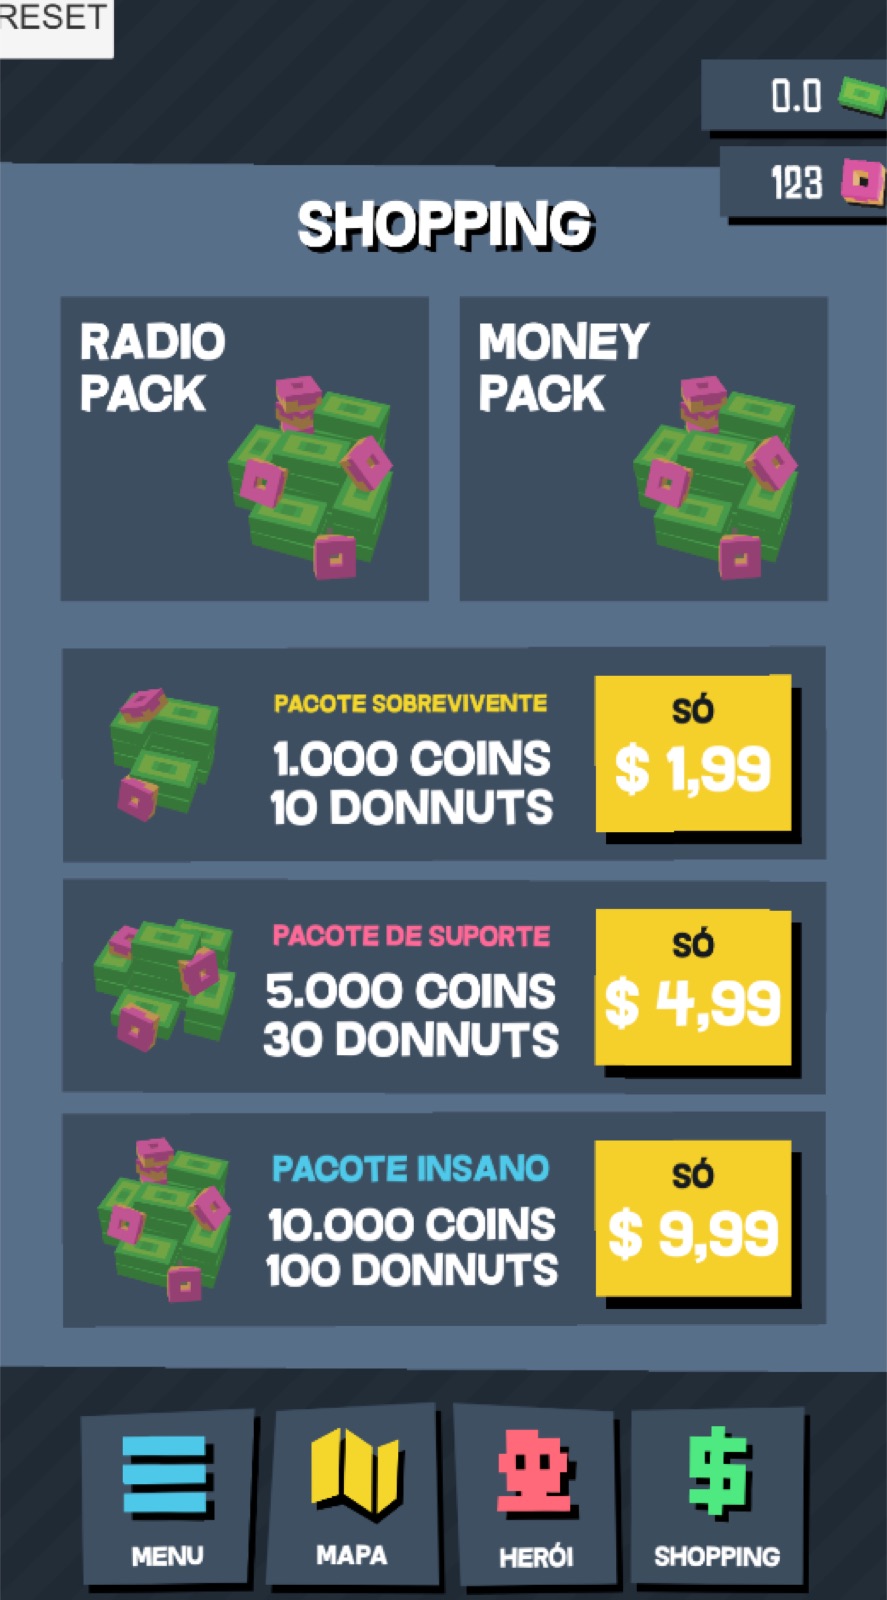 RESET
0.0
123
SHOPPING
RADIO
PACK
MONEY
PACK
PACOTE SOBREVIVENTE
1.000 COINS
10 DONNUTS
SÓ
$ 1,99
PACOTE DE SUPORTE
5.000 COINS
30 DONNUTS
SÓ
$ 4,99
PACOTE INSANO
10.000 COINS
100 DONNUTS
SÓ
$ 9,99
MENU
MAPA
HERÓI
SHOPPING